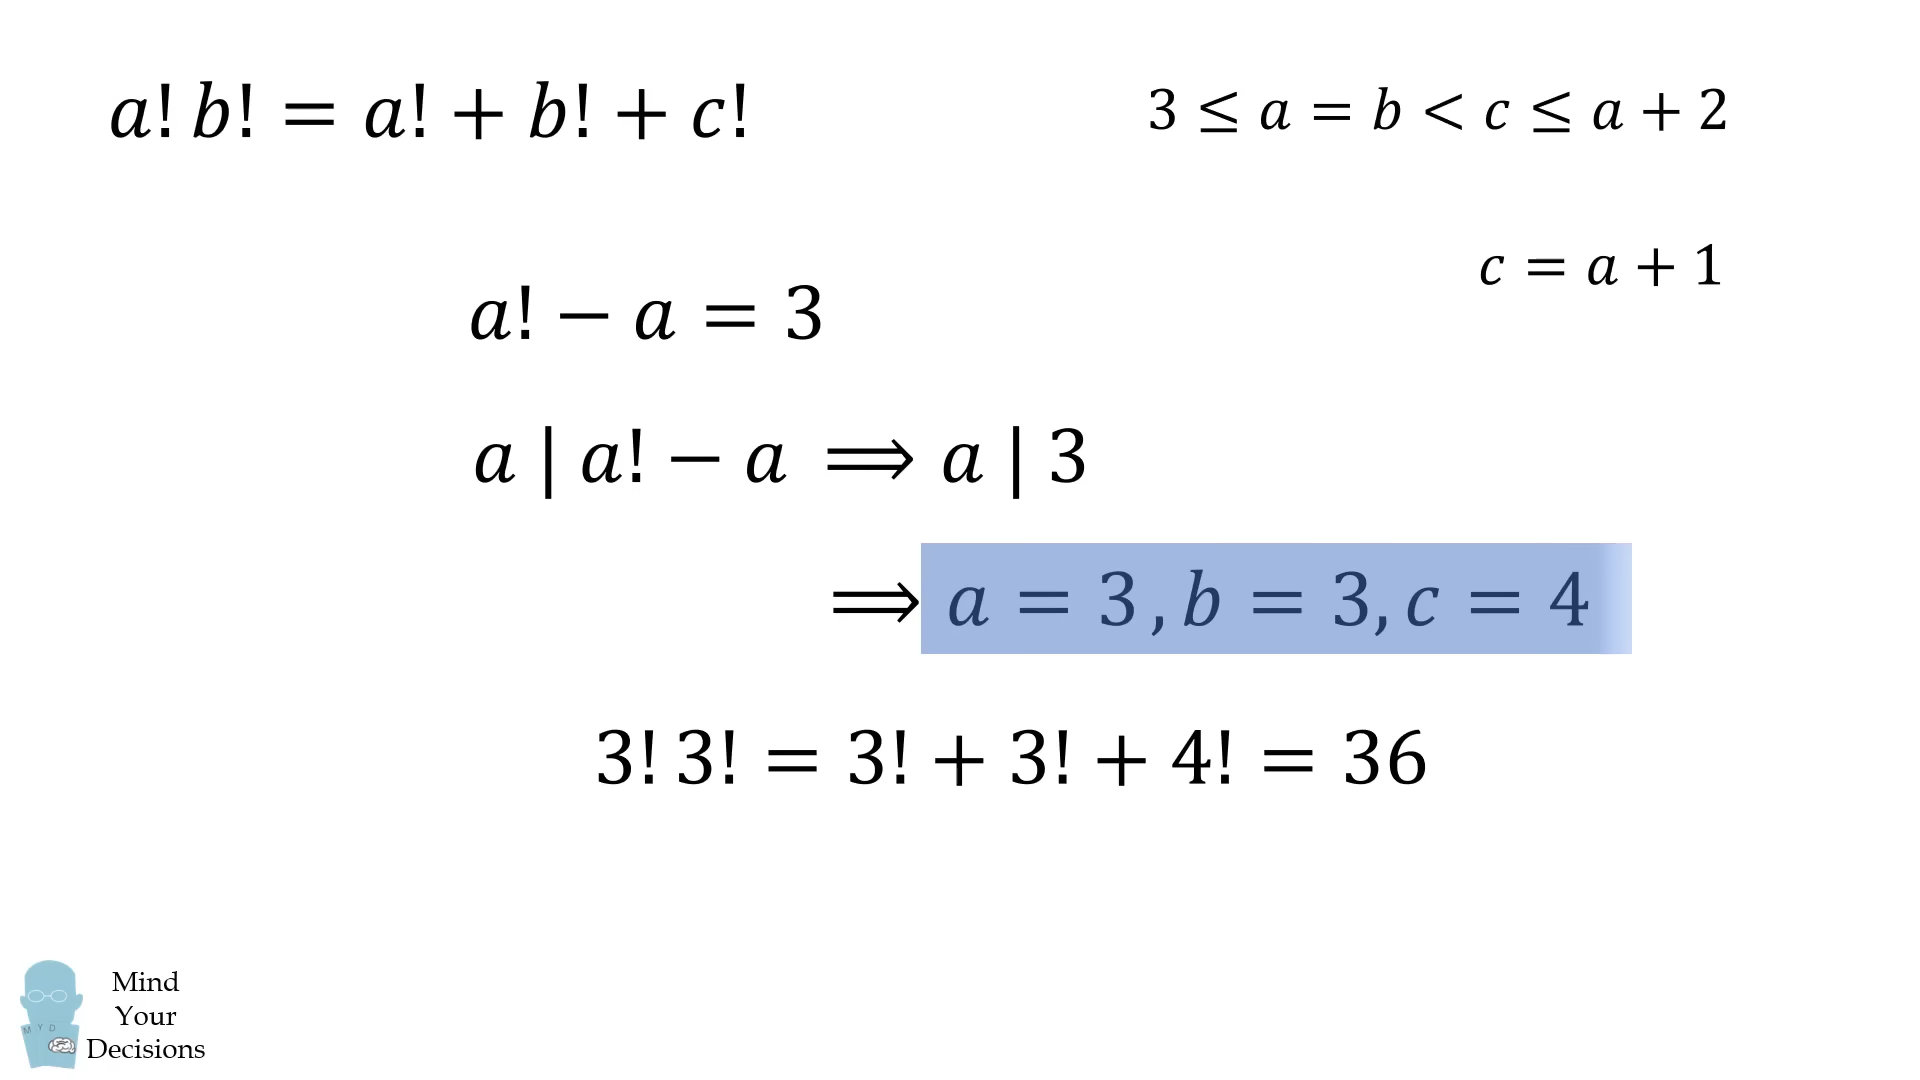 a! b! = a! + b! + c!
3 ≤ a = b < c ≤ a + 2
c = a + 1
a! − a = 3
a | a! − a ⟹ a | 3
⟹ a = 3 , b = 3, c = 4
3! 3! = 3! + 3! + 4! = 36
M Y D
Mind
Your
Decisions